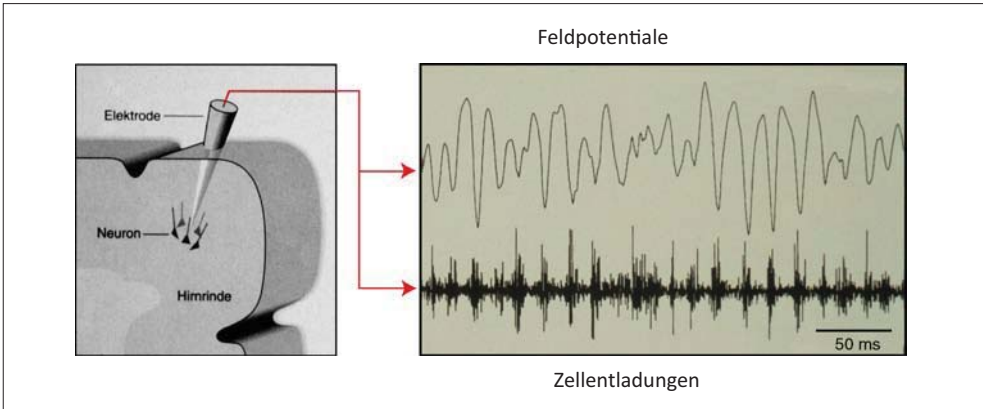 Feldpotentiale
Elektrode
Neuron
Hirnrinde
50 ms
Zellentladungen